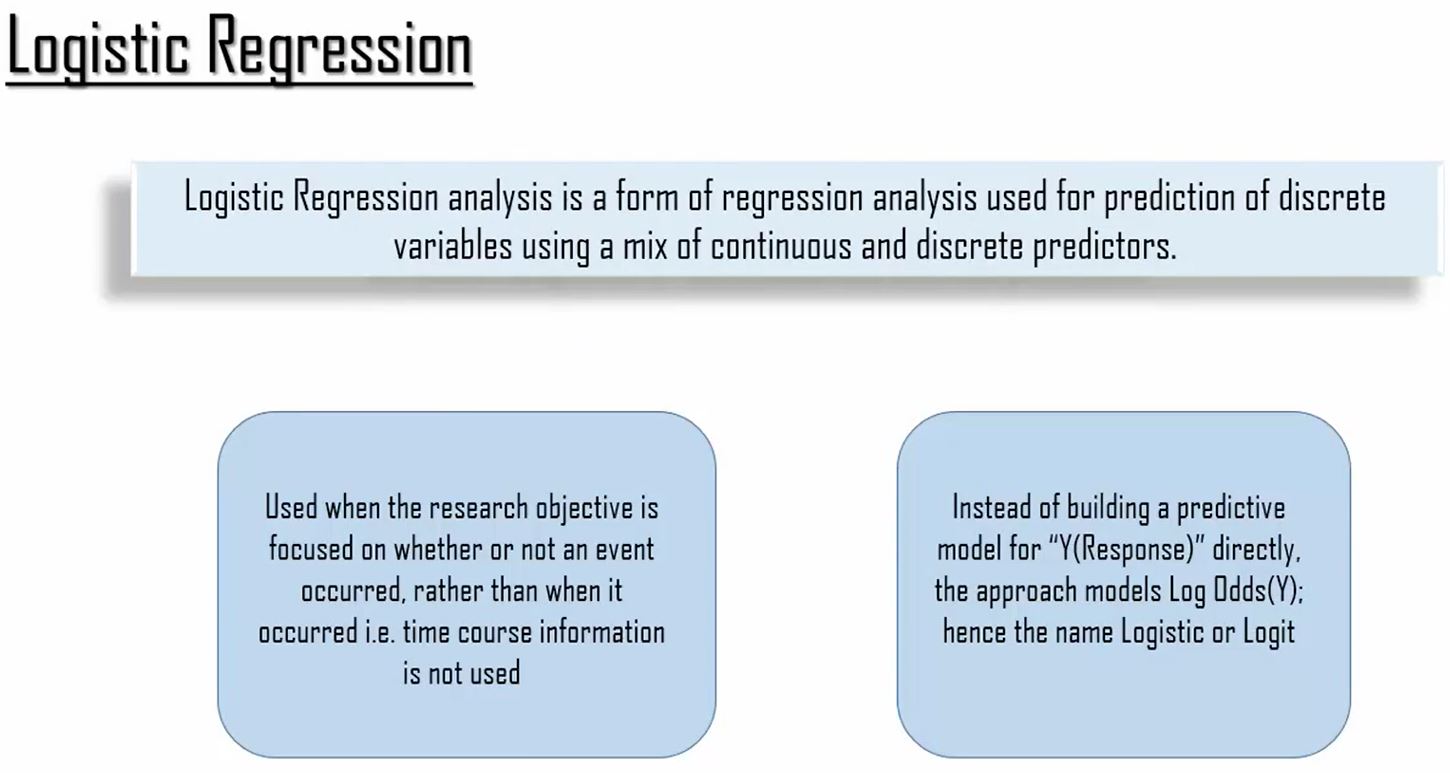 Logistic Regression
Logistic Regression analysis is a form of regression analysis used for prediction of discrete
variables using a mix of continuous and discrete predictors.
Used when the research objective is
focused on whether or not an event
occurred, rather than when it
occurred i.e. time course information
is not used
Instead of building a predictive
model for “Y(Response)” directly,
the approach models Log Odds(Y);
hence the name Logistic or Logit